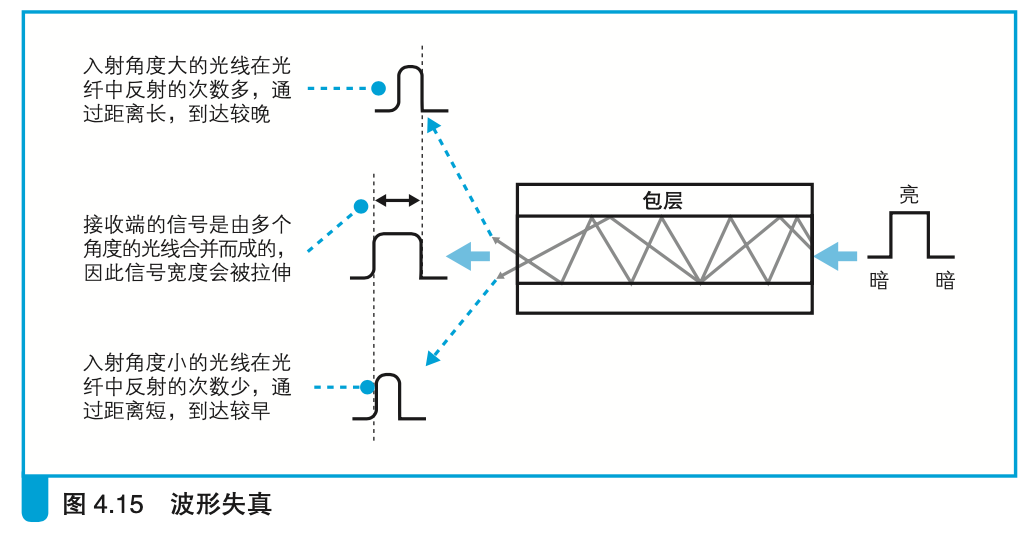 入射角度大的光线在光
纤中反射的次数多，通
过距离长，到达较晚
接收端的信号是由多个
角度的光线合并而成的，
因此信号宽度会被拉伸
入射角度小的光线在光
纤中反射的次数少，通
过距离短，到达较早
包层
亮
暗 暗
图 4.15 波形失真